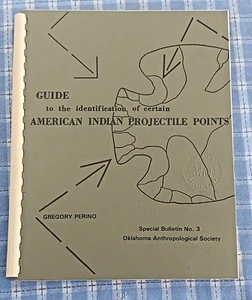 GUIDE
to the identification of certain
AMERICAN INDIAN PROJECTILE POINTS
GREGORY PERINO
Special Bulletin No. 3
Oklahoma Anthropological Society